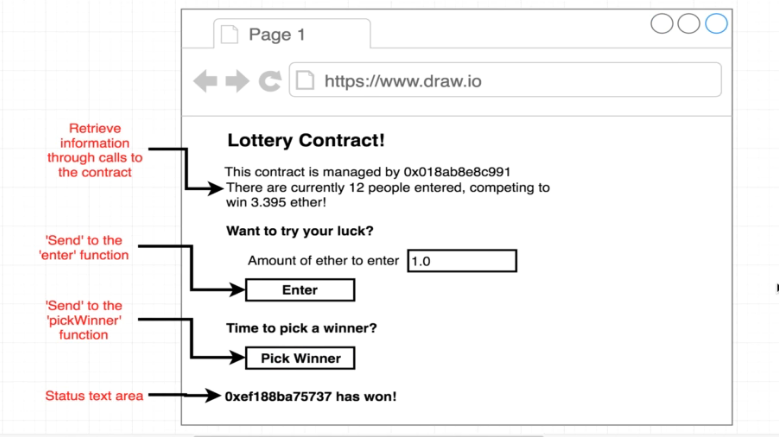 Page 1
https://www.draw.io
Retrieve
information
through calls to
the contract
Lottery Contract!
This contract is managed by 0x018ab8e8c991
There are currently 12 people entered, competing to
win 3.395 ether!
Want to try your luck?
'Send' to the
'enter' function
Amount of ether to enter 1.0
Enter
'Send' to the
'pickWinner'
function
Time to pick a winner?
Pick Winner
Status text area
0xef188ba75737 has won!